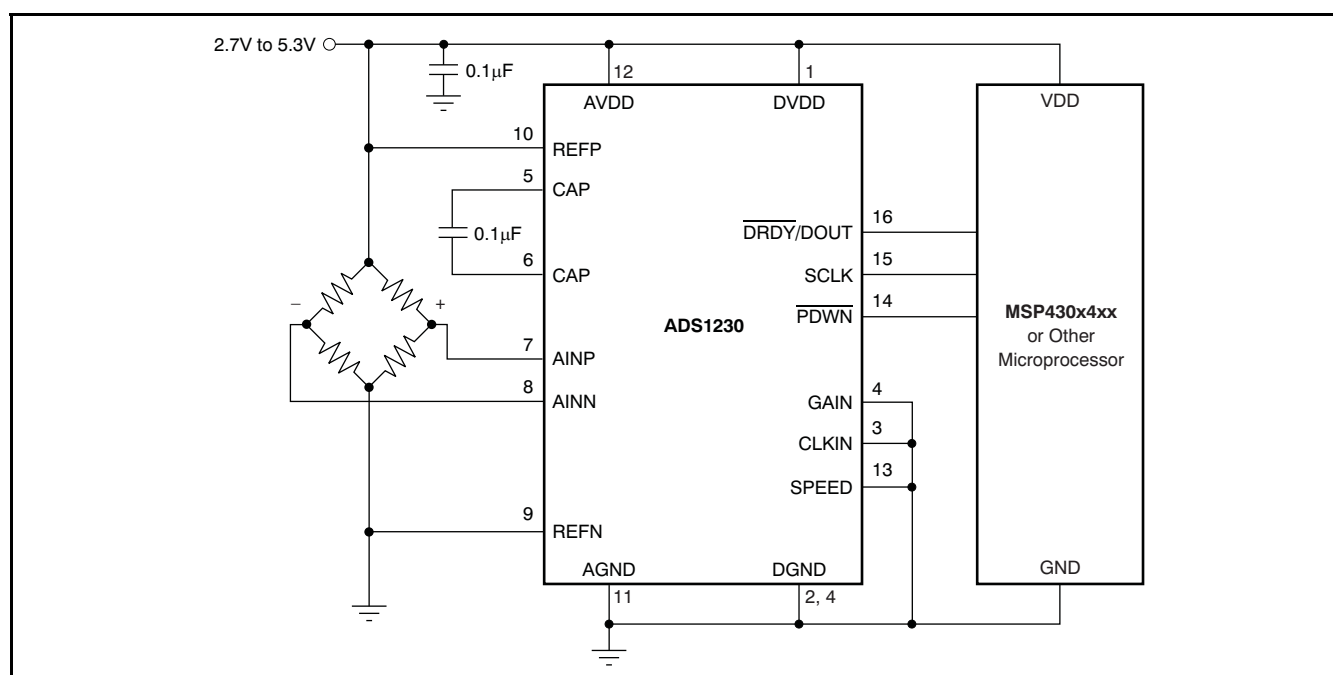 2.7V to 5.3V
0.1µF
12
1
AVDD
DVDD
VDD
10
REFP
5
CAP
0.1µF
6
CAP
DRDY/DOUT
16
SCLK
15
PDWN
14
ADS1230
MSP430x4xx
or Other
Microprocessor
−
+
7
AINP
8
AINN
GAIN
4
CLKIN
3
SPEED
13
9
REFN
AGND
DGND
GND
11
2, 4